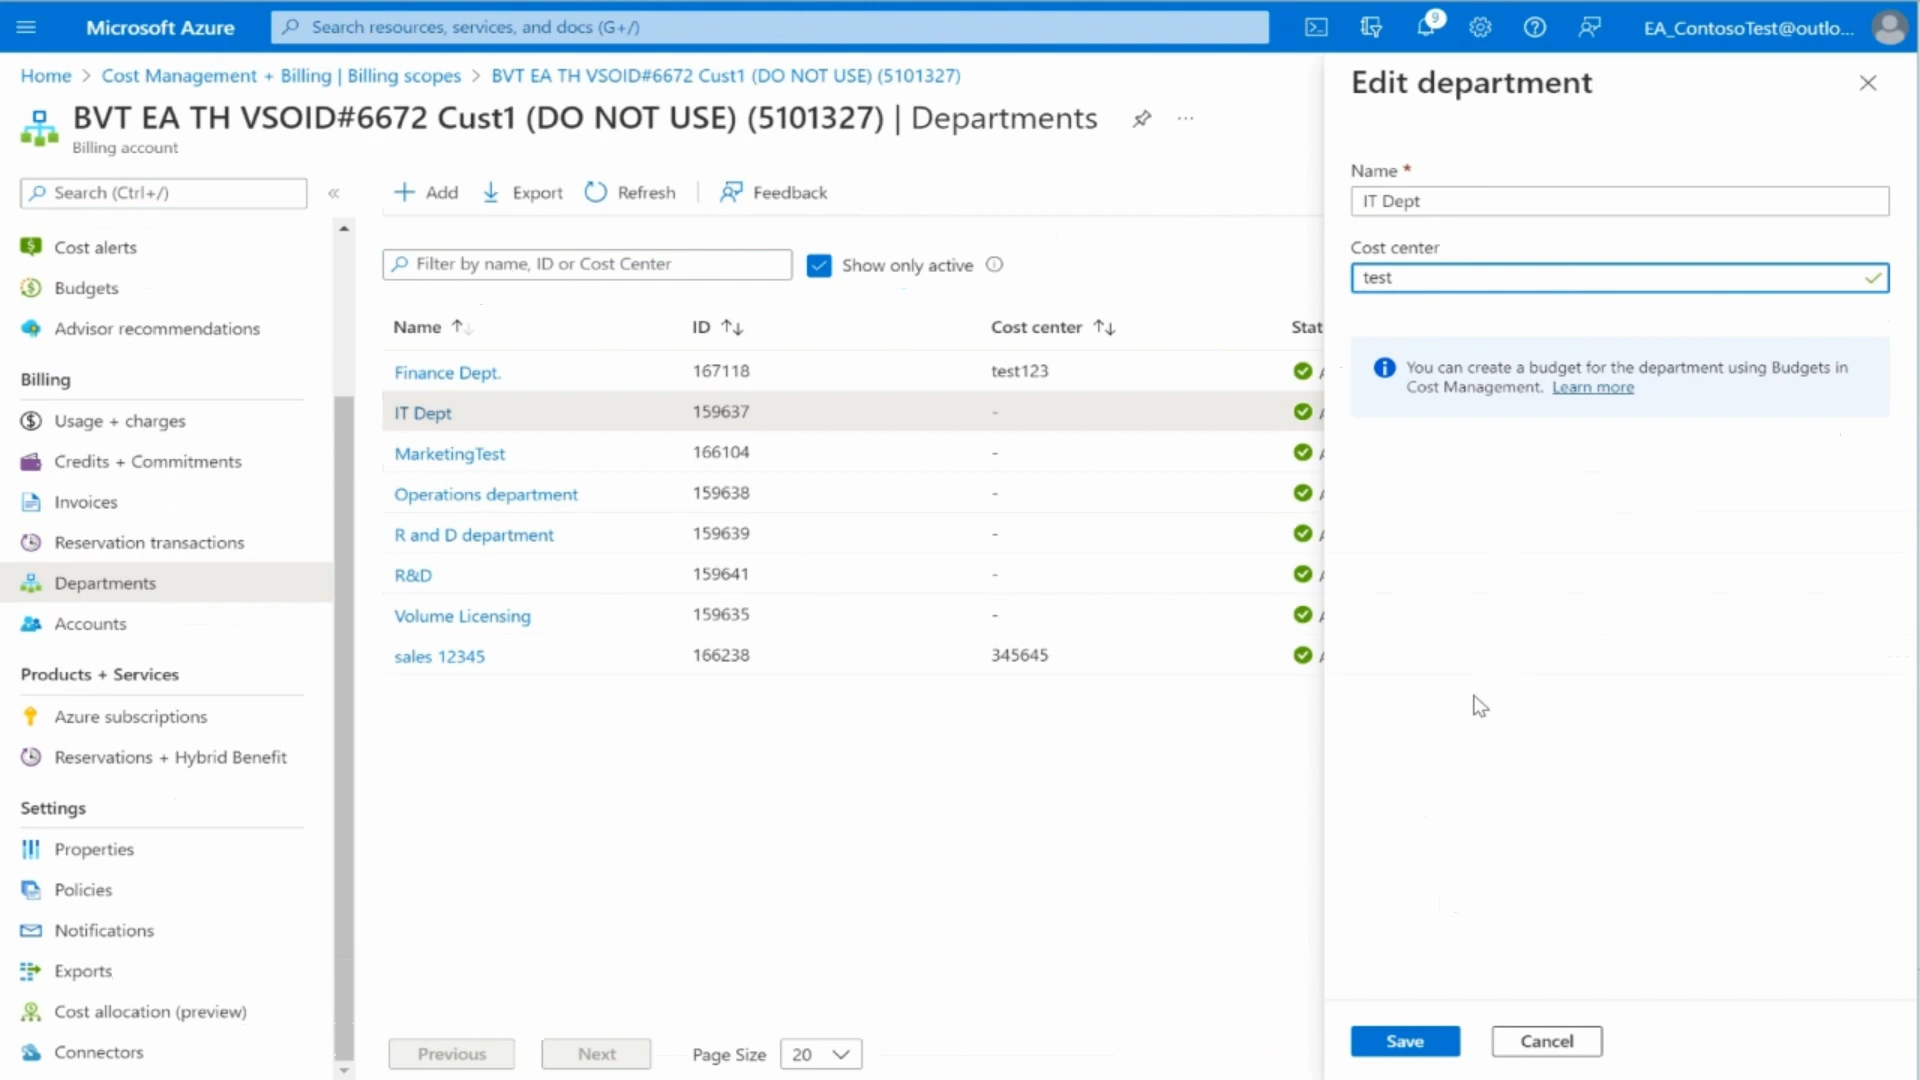 Microsoft Azure
Search resources, services, and docs (G+/)
9
EA_ContosoTest@outlo...
Home > Cost Management + Billing | Billing scopes > BVT EA TH VSOID#6672 Cust1 (DO NOT USE) (5101327)
BVT EA TH VSOID#6672 Cust1 (DO NOT USE) (5101327) | Departments
Billing account
Search (Ctrl+/)
Cost alerts
Budgets
Advisor recommendations
Billing
Usage + charges
Credits + Commitments
Invoices
Reservation transactions
Departments
Accounts
Products + Services
Azure subscriptions
Reservations + Hybrid Benefit
Settings
Properties
Policies
Notifications
Exports
Cost allocation (preview)
Connectors
Add Export Refresh Feedback
Filter by name, ID or Cost Center
Show only active
Name ID Cost center Stat
Finance Dept. 167118 test123
IT Dept 159637 -
MarketingTest 166104 -
Operations department 159638 -
R and D department 159639 -
R&D 159641 -
Volume Licensing 159635 -
sales 12345 166238 345645
Previous Next Page Size 20
Edit department
Name *
IT Dept
Cost center
test
You can create a budget for the department using Budgets in
Cost Management. Learn more
Save Cancel